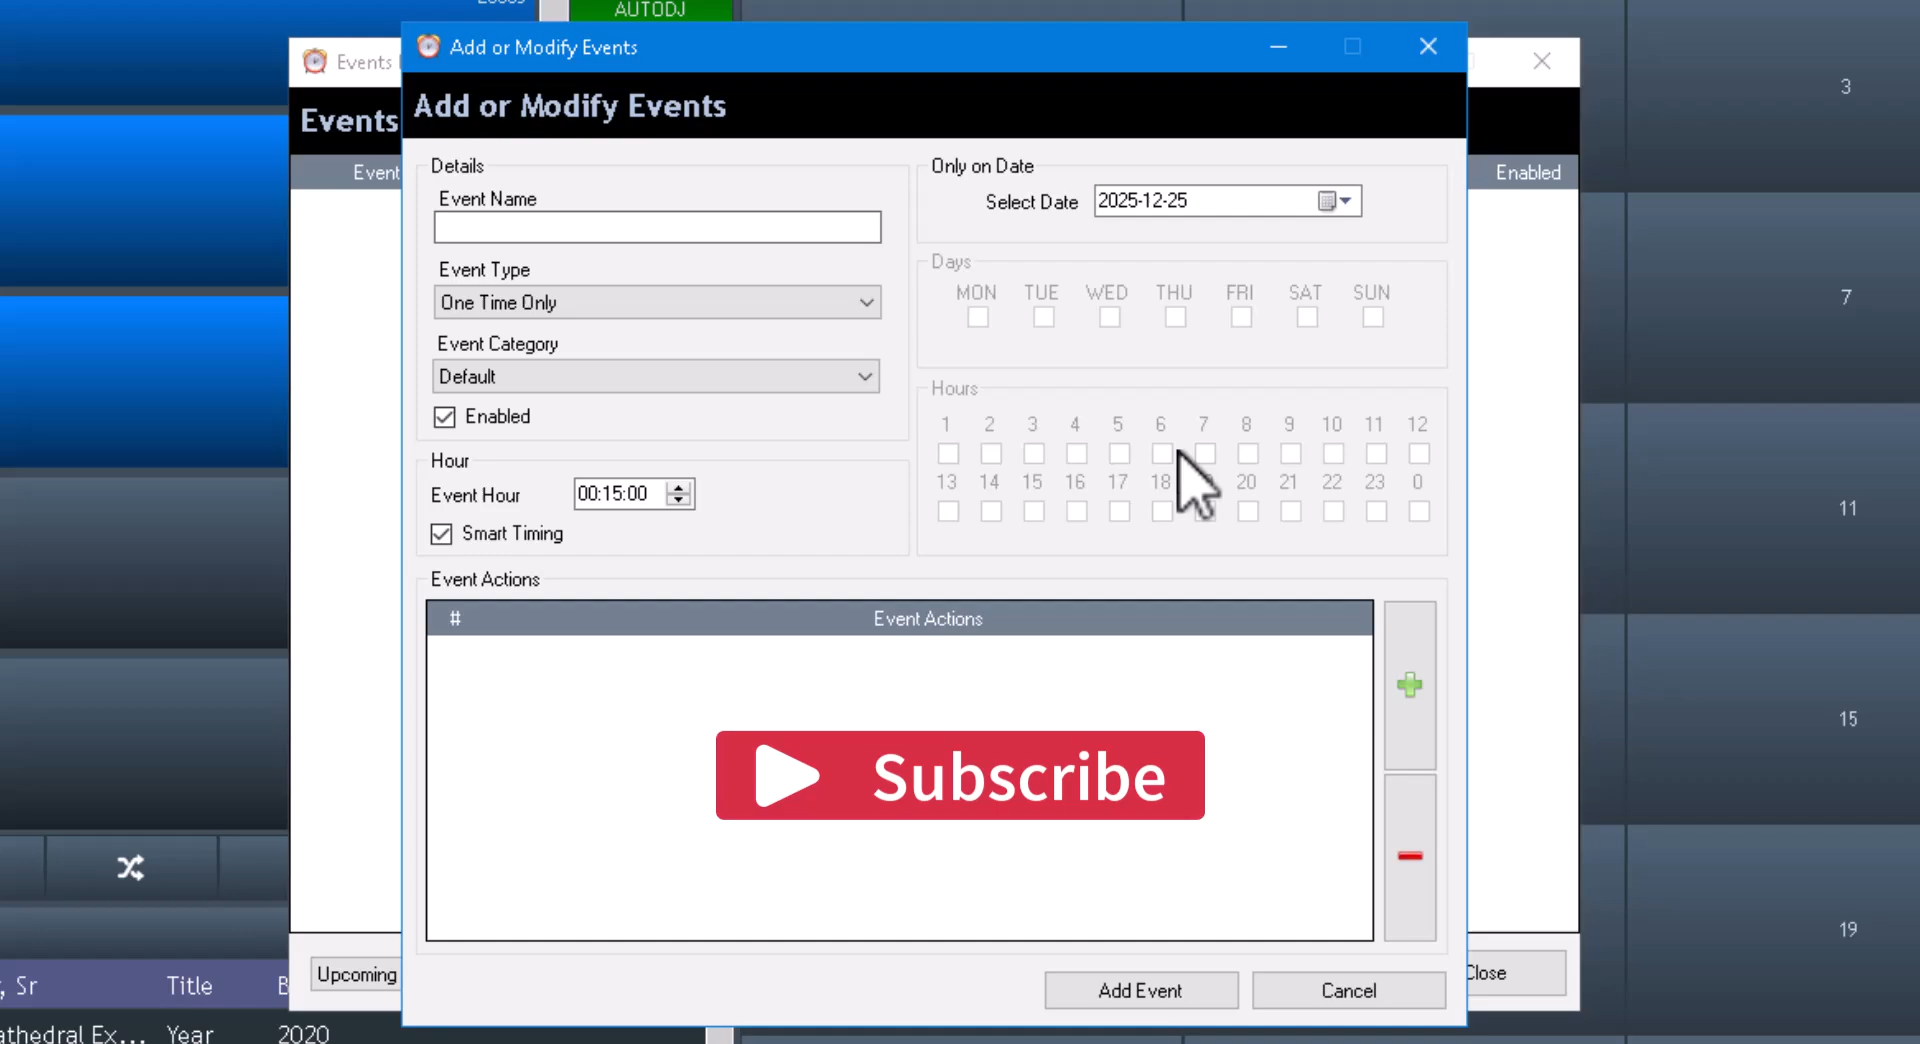 AUTODJ
Add or Modify Events
Events
Add or Modify Events
Events
Event
Enabled
Details
Event Name
Event Type
One Time Only
Event Category
Default
Enabled
Hour
Event Hour
00:15:00
Smart Timing
Only on Date
Select Date
2025-12-25
Days
MON TUE WED THU FRI SAT SUN
Hours
1 2 3 4 5 6 7 8 9 10 11 12
13 14 15 16 17 18 20 21 22 23 0
Event Actions
# Event Actions
Subscribe
Add Event
Cancel
Upcoming
Close
3
7
11
15
19
, Sr Title B
athedral Ex... Year 2020